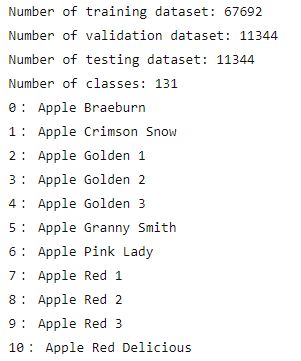 Number of training dataset: 67692
Number of validation dataset: 11344
Number of testing dataset: 11344
Number of classes: 131
0 : Apple Braeburn
1 : Apple Crimson Snow
2 : Apple Golden 1
3 : Apple Golden 2
4 : Apple Golden 3
5 : Apple Granny Smith
6 : Apple Pink Lady
7 : Apple Red 1
8 : Apple Red 2
9 : Apple Red 3
10 : Apple Red Delicious